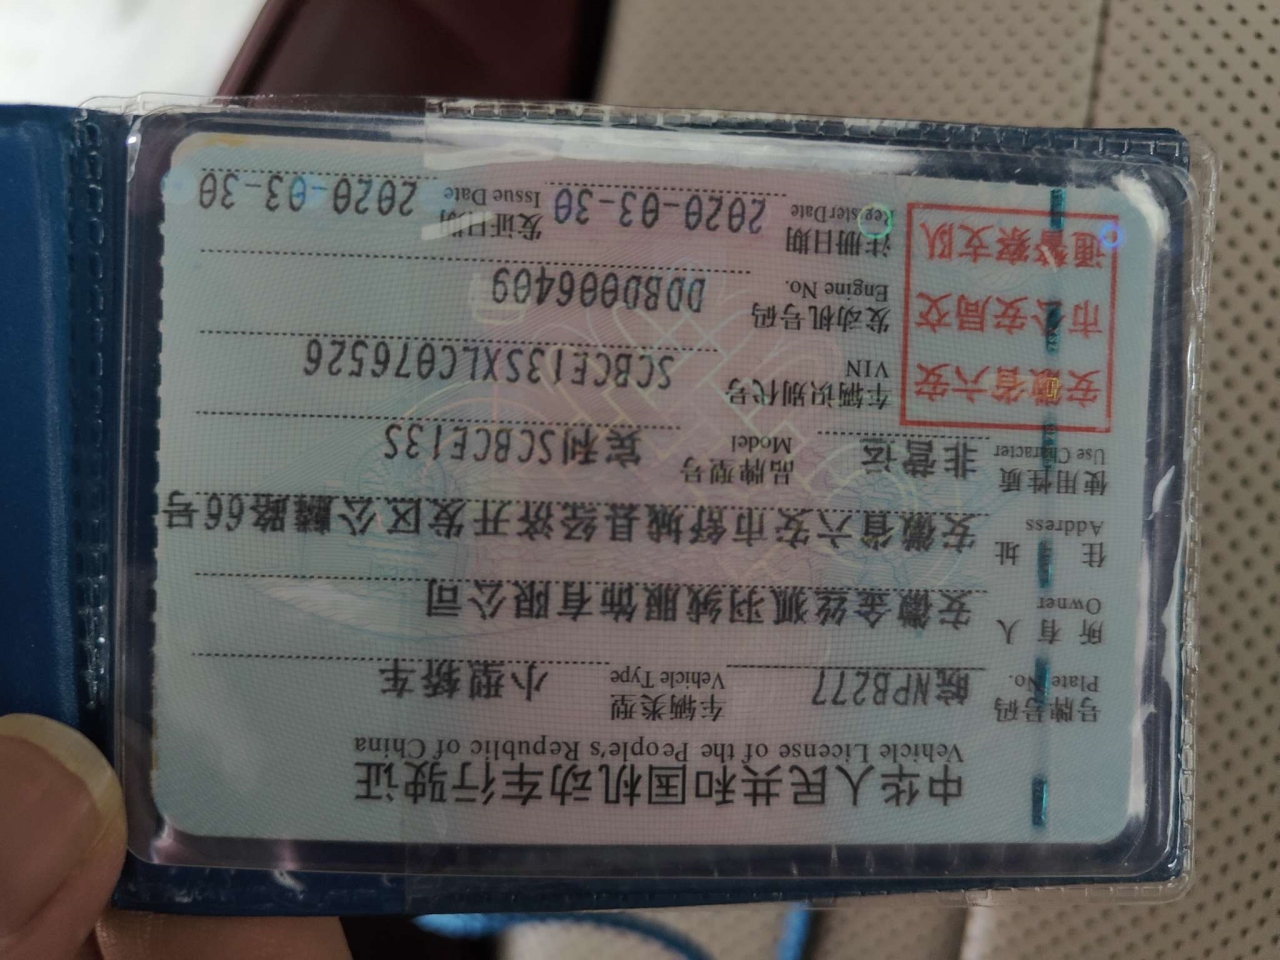 中华人民共和国机动车行驶证
Vehicle License of the People's Republic of China
号牌号码 皖NPB277 车辆类型 小型轿车
Plate No. Vehicle Type
所有人 安徽金丝狐羽绒服饰有限公司
Owner
住址 安徽省六安市舒城县经济开发区公麟路66号
Address
使用性质 非营运 品牌型号 宾利SCBCE13S
Use Character Model
安徽省六安
市公安局交
通警察支队
车辆识别代号 SCBCE13SXLC076526
VIN
发动机号码 DDBD006409
Engine No.
注册日期 2020-03-30 发证日期 2020-03-30
Register Date Issue Date